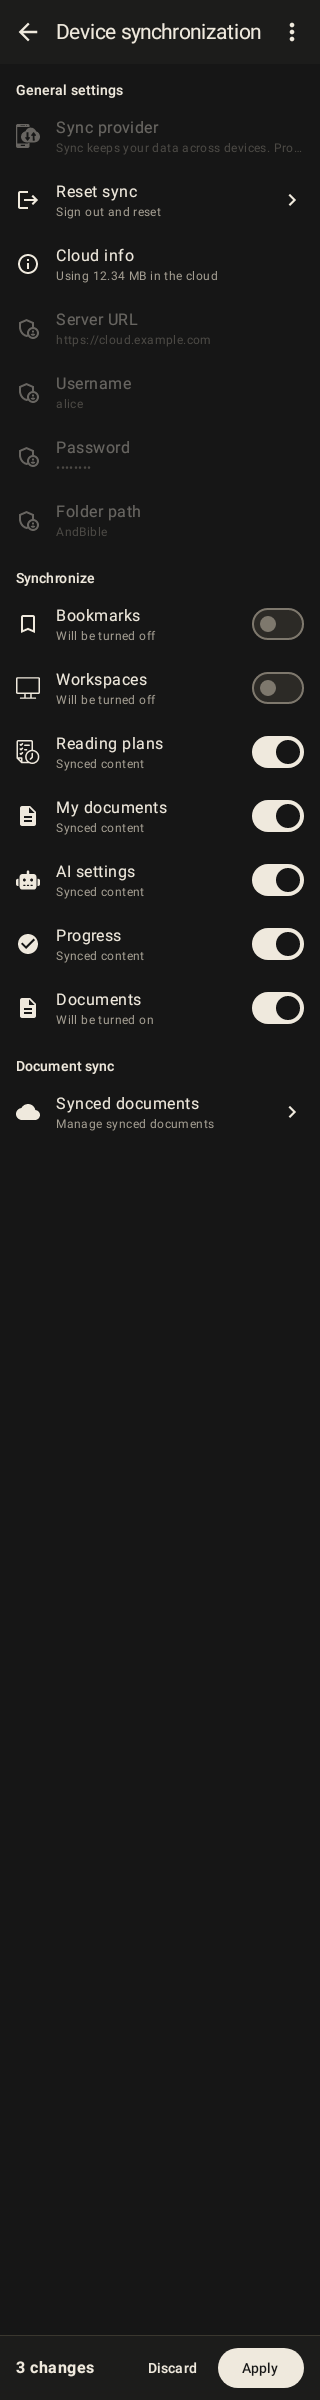 Device synchronization
General settings
Sync provider
Sync keeps your data across devices. Pro…
Reset sync
Sign out and reset
Cloud info
Using 12.34 MB in the cloud
Server URL
https://cloud.example.com
Username
alice
Password
••••••••
Folder path
AndBible
Synchronize
Bookmarks
Will be turned off
Workspaces
Will be turned off
Reading plans
Synced content
My documents
Synced content
AI settings
Synced content
Progress
Synced content
Documents
Will be turned on
Document sync
Synced documents
Manage synced documents
3 changes
Discard
Apply